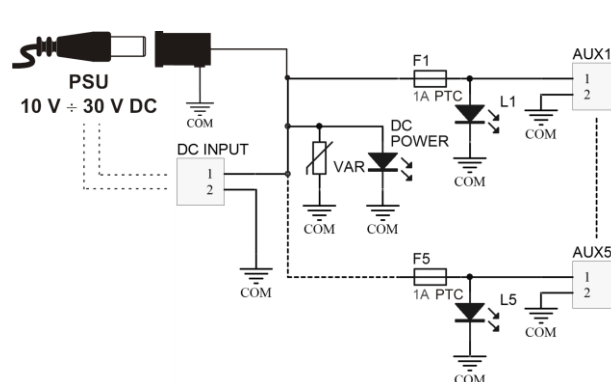 PSU
10 V ÷ 30 V DC
COM
DC INPUT
1
2
COM
VAR
COM
DC
POWER
COM
F1
1A PTC
L1
COM
AUX1
1
2
COM
F5
1A PTC
L5
COM
AUX5
1
2
COM